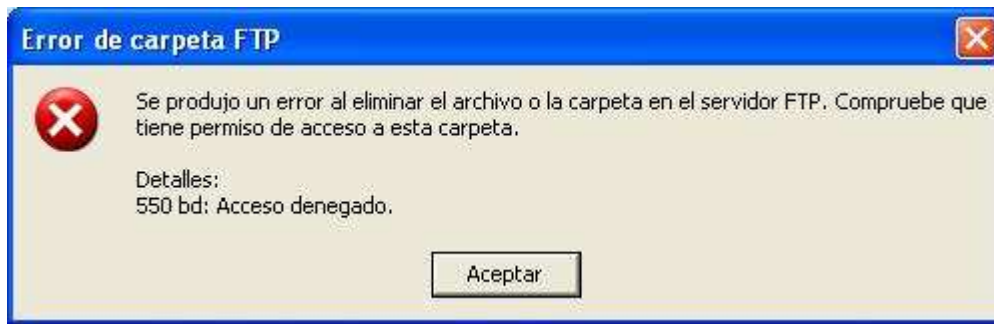 Error de carpeta FTP
Se produjo un error al eliminar el archivo o la carpeta en el servidor FTP. Compruebe que
tiene permiso de acceso a esta carpeta.
Detalles:
550 bd: Acceso denegado.
Aceptar